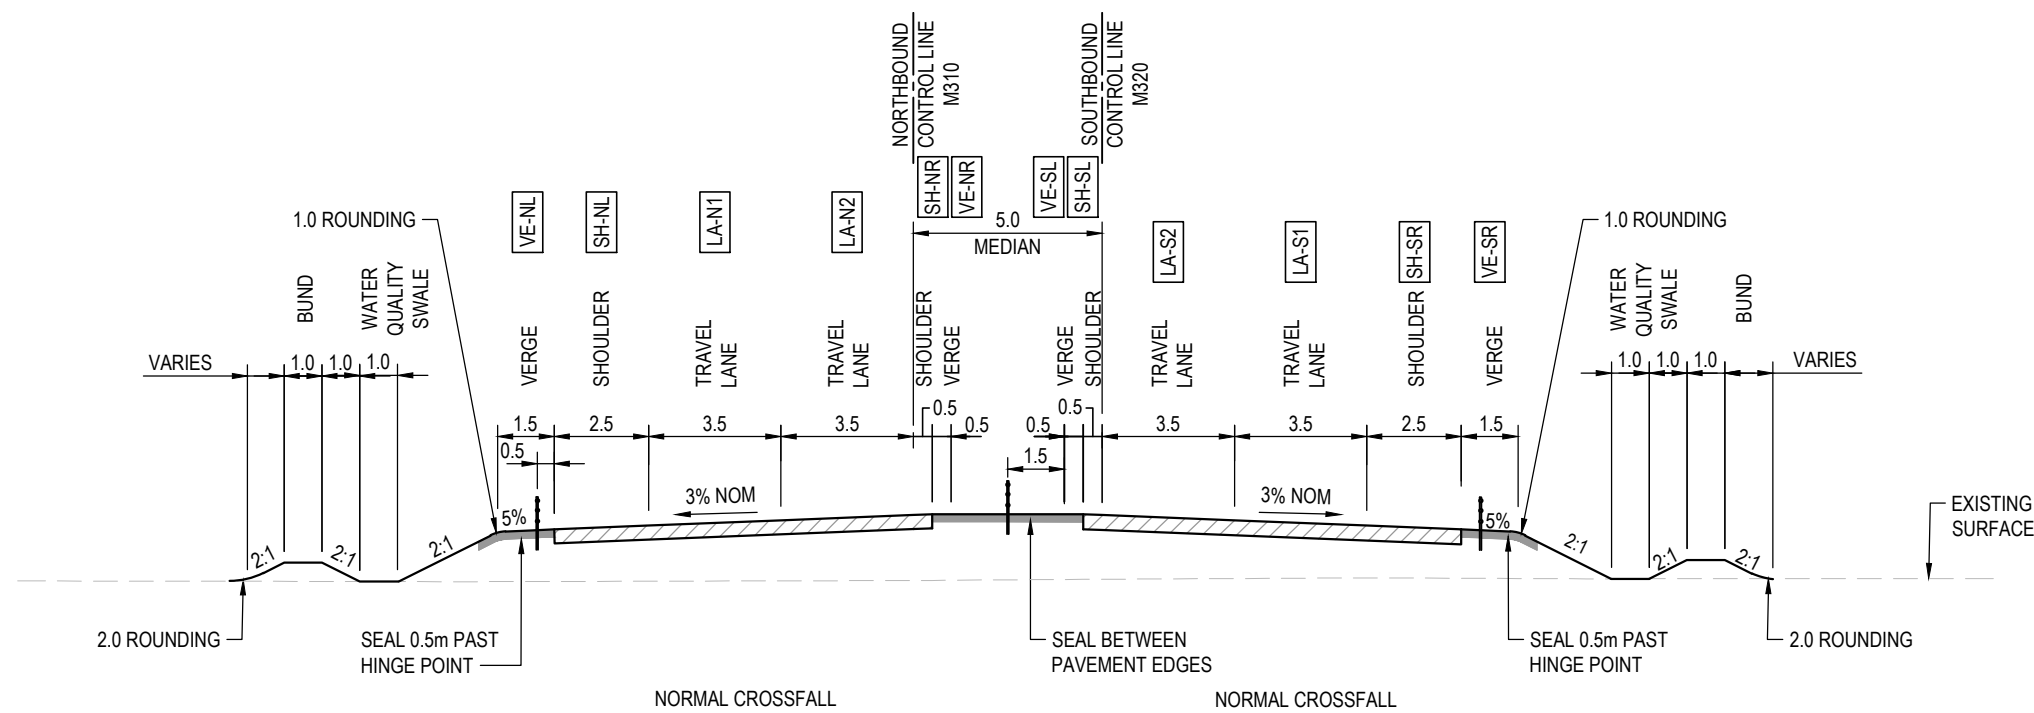 NORTHBOUND
CONTROL LINE
M310
SOUTHBOUND
CONTROL LINE
M320
SH-NR
VE-NR
VE-SL
SH-SL
VE-NL
SH-NL
LA-N1
LA-N2
LA-S2
LA-S1
SH-SR
VE-SR
1.0 ROUNDING
5.0
MEDIAN
1.0 ROUNDING
BUND
WATER
QUALITY
SWALE
VERGE
SHOULDER
TRAVEL
LANE
TRAVEL
LANE
SHOULDER
VERGE
VERGE
SHOULDER
TRAVEL
LANE
TRAVEL
LANE
SHOULDER
VERGE
WATER
QUALITY
SWALE
BUND
VARIES
1.0
1.0
1.0
1.0
1.0
1.0
VARIES
1.5
2.5
3.5
3.5
0.5
0.5
0.5
0.5
3.5
3.5
2.5
1.5
0.5
1.5
3% NOM
3% NOM
5%
5%
2:1
2:1
2:1
2:1
2:1
2:1
EXISTING
SURFACE
2.0 ROUNDING
SEAL 0.5m PAST
HINGE POINT
SEAL BETWEEN
PAVEMENT EDGES
SEAL 0.5m PAST
HINGE POINT
2.0 ROUNDING
NORMAL CROSSFALL
NORMAL CROSSFALL